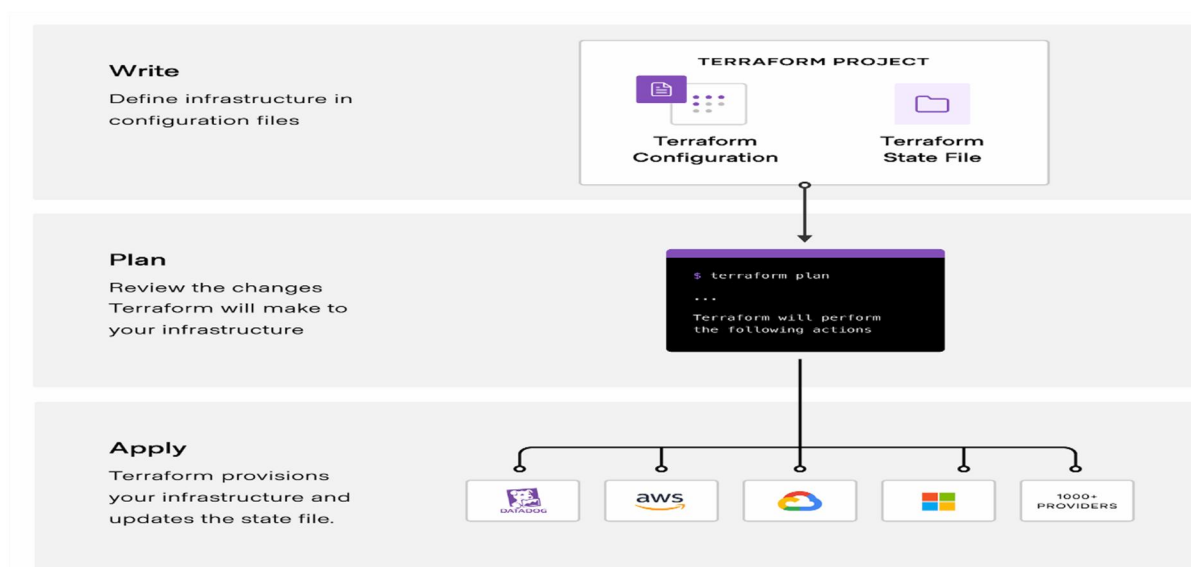 Write
Define infrastructure in
configuration files
TERRAFORM PROJECT
Terraform
Configuration
Terraform
State File
Plan
Review the changes
Terraform will make to
your infrastructure
$ terraform plan
...
Terraform will perform
the following actions
Apply
Terraform provisions
your infrastructure and
updates the state file.
DATADOG
aws
1000+
PROVIDERS